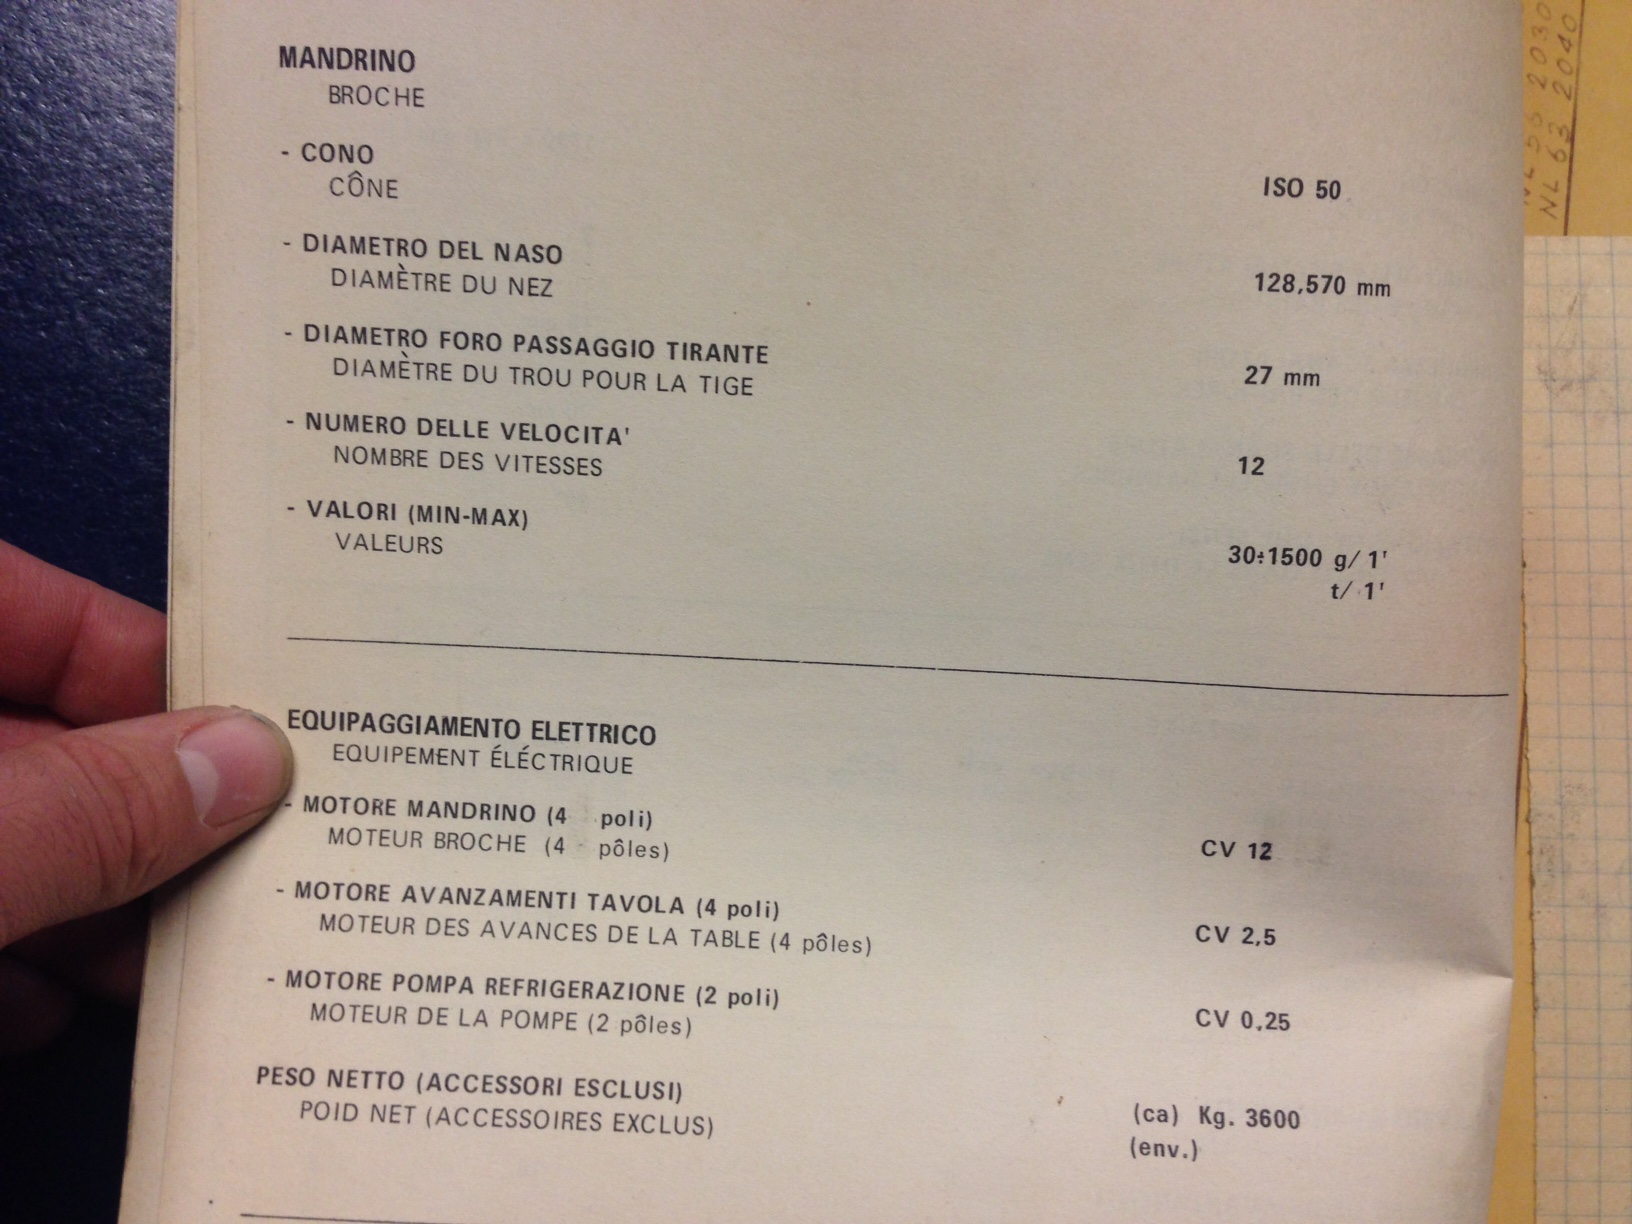 MANDRINO
BROCHE
- CONO
CÔNE
ISO 50
- DIAMETRO DEL NASO
DIAMÈTRE DU NEZ
128,570 mm
- DIAMETRO FORO PASSAGGIO TIRANTE
DIAMÈTRE DU TROU POUR LA TIGE
27 mm
- NUMERO DELLE VELOCITA'
NOMBRE DES VITESSES
12
- VALORI (MIN-MAX)
VALEURS
30÷1500 g/ 1'
t/ 1'
EQUIPAGGIAMENTO ELETTRICO
EQUIPEMENT ÉLÉCTRIQUE
- MOTORE MANDRINO (4 poli)
MOTEUR BROCHE (4 pôles)
CV 12
- MOTORE AVANZAMENTI TAVOLA (4 poli)
MOTEUR DES AVANCES DE LA TABLE (4 pôles)
CV 2,5
- MOTORE POMPA REFRIGERAZIONE (2 poli)
MOTEUR DE LA POMPE (2 pôles)
CV 0,25
PESO NETTO (ACCESSORI ESCLUSI)
POID NET (ACCESSOIRES EXCLUS)
(ca) Kg. 3600
(env.)
2030
NL 63 2040